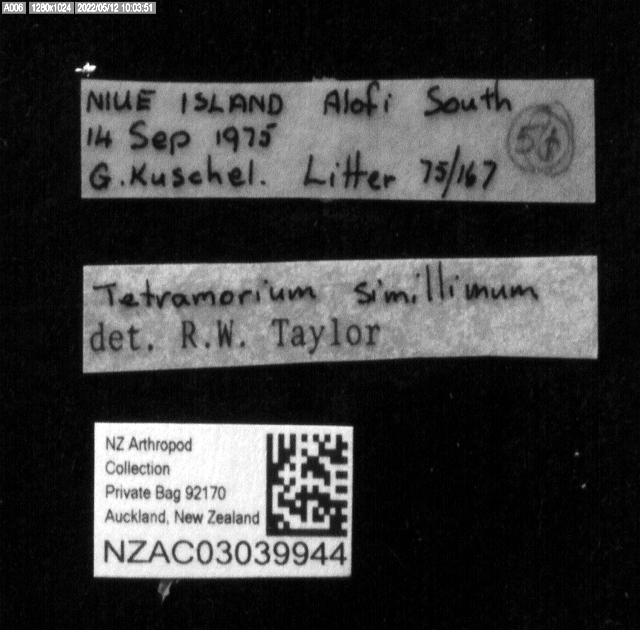 A006 1280x1024 2022/05/12 10:03:51
NIUE ISLAND Alofi South
14 Sep 1975
G. Kuschel. Litter 75/167
Tetramorium simillimum
det. R.W. Taylor
NZ Arthropod
Collection
Private Bag 92170
Auckland, New Zealand
NZAC03039944